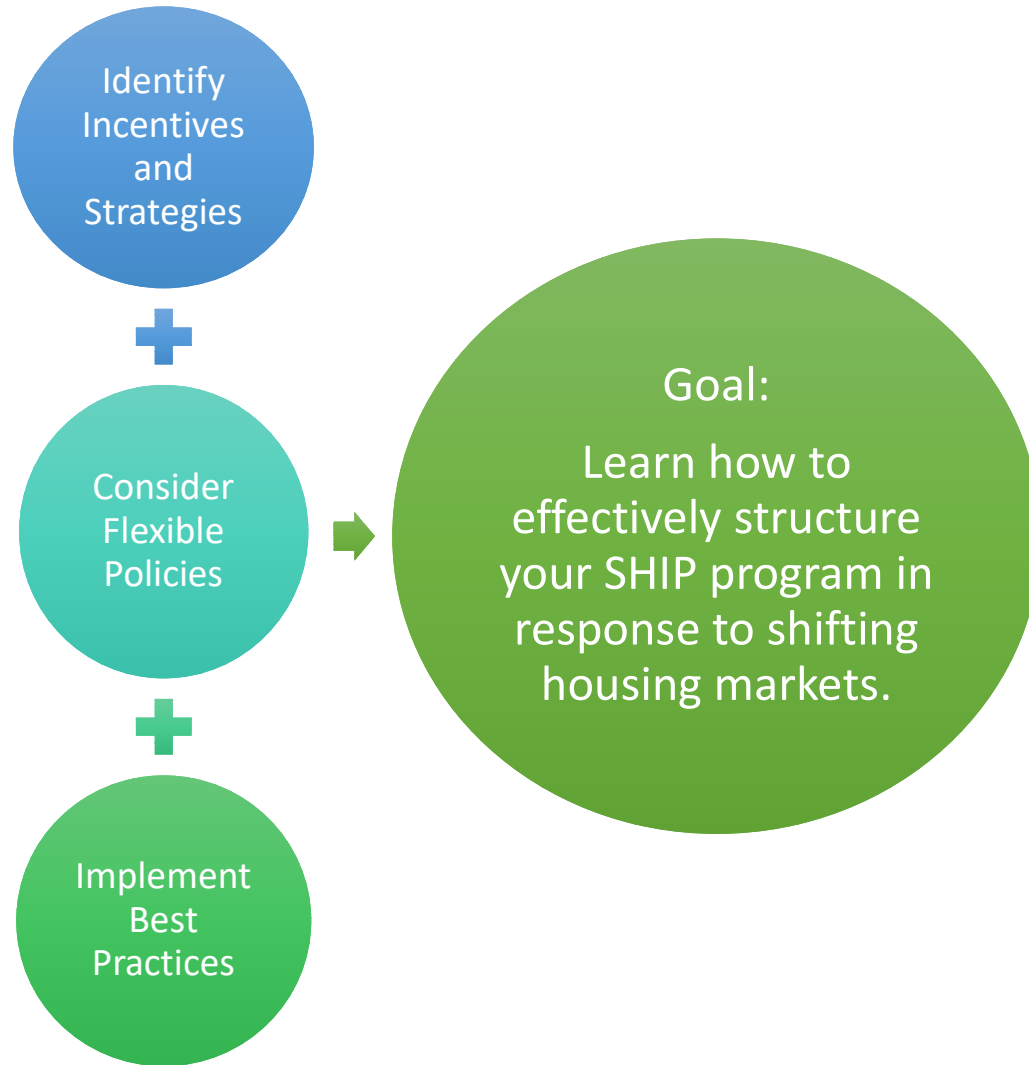 Identify
Incentives
and
Strategies
Consider
Flexible
Policies
Implement
Best
Practices
Goal:
Learn how to
effectively structure
your SHIP program in
response to shifting
housing markets.